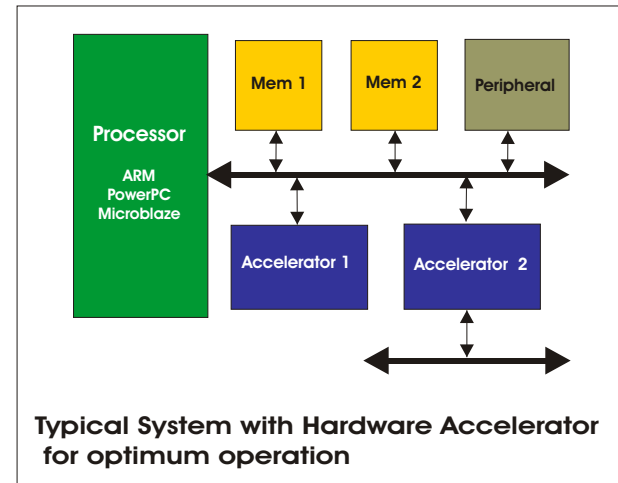 Mem 1
Mem 2
Peripheral
Processor
ARM
PowerPC
Microblaze
Accelerator 1
Accelerator 2
Typical System with Hardware Accelerator
for optimum operation